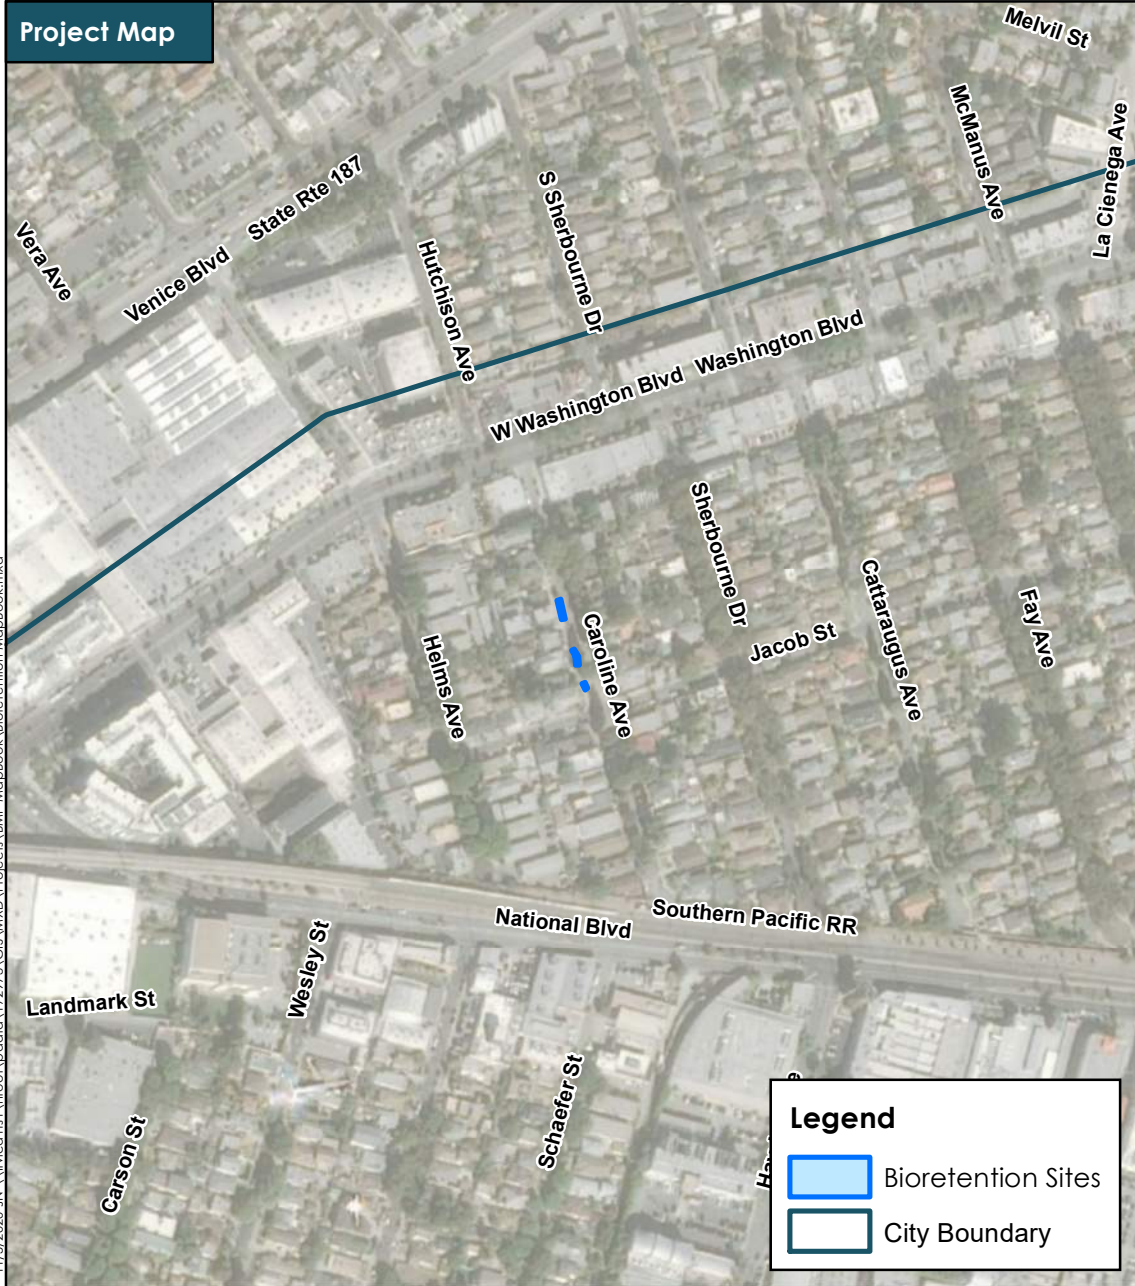 Project Map
Melvil St
McManus Ave
La Cienega Ave
State Rte 187
S Sherbourne Dr
Vera Ave
Venice Blvd
Hutchison Ave
Washington Blvd
W Washington Blvd
Sherbourne Dr
Cattaraugus Ave
Fay Ave
Caroline Ave
Jacob St
Helms Ave
National Blvd
Southern Pacific RR
Wesley St
Landmark St
Schaefer St
Carson St
Legend
Bioretention Sites
City Boundary